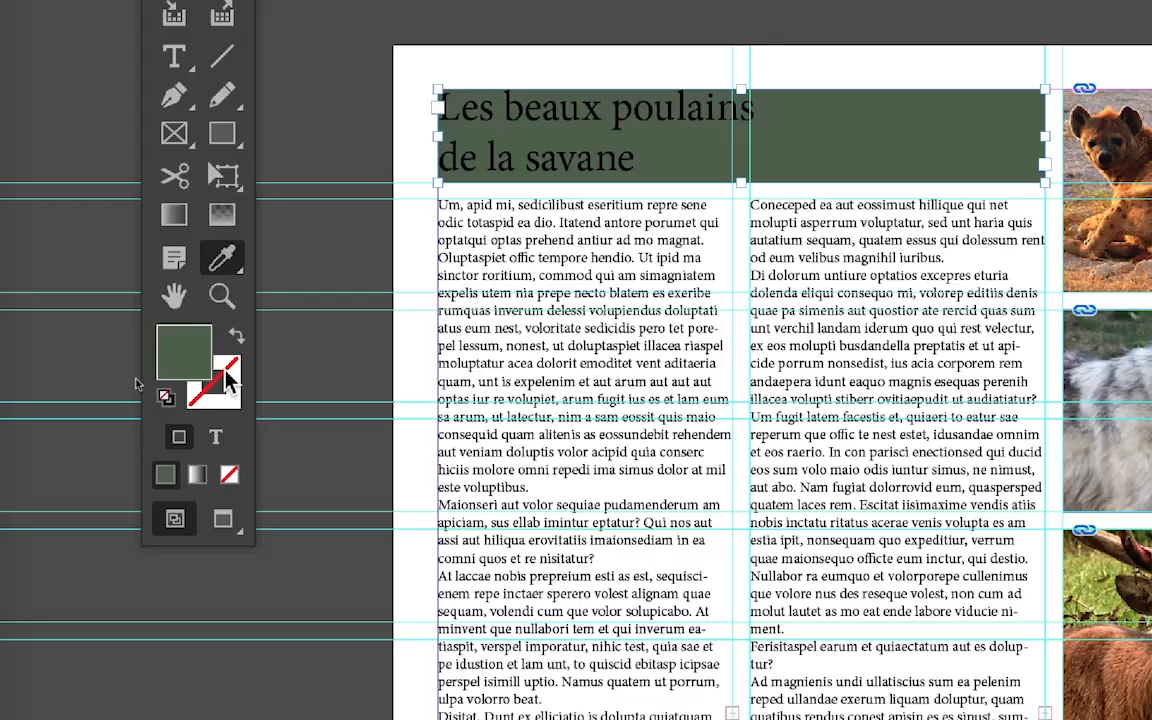 Les beaux poulains
de la savane
Um, apid mi, sedicilibust eseritium repre sene
odic totaspid ea dio. Itatend antore porumet qui
optatqui optas prehend antiur ad mo magnat.
Oluptaspiet offic tempore hendio. Ut ipid ma
sinctor roritium, commod qui am simagniatem
expelis utem nia prepe necto blatem es exeribe
rumquas inverum delessi volupiendus doluptati
atus eum nest, voloritate sedicidis pero tet pore-
pel lessum, nonest, ut doluptaspiet illacea riaspel
moluptatur acea dolorit emoditet vent aditaeria
quam, unt is expelenim et aut arum aut aut aut
optas iur re volupiet, arum fugit ius es et lam eum
sa arum, ut latectur, nim a sam eossit quis maio
consequid quam alitenis as eossundebit rehendem
aut veniam doluptis volor acipid quia conserc
hiciis molore omni repedi ima simus dolor at mil
este voluptibus.
Maionseri aut volor sequiae pudamenderum am
apiciam, sus ellab imintur eptatur? Qui nos aut
assi aut hiliqua erovitatiis imaionsediam in ea
comni quos et re nisitatur?
At laccae nobis prepreium esti as est, sequisci-
enem repe inctaer sperero volest alignam quae
sequam, volendi cum que volor solupicabo. At
minvent que nullabori tem et qui inverum ea-
tiaspit, verspel imporatur, nihic test, quia sae et
pe idustion et lam unt, to quiscid ebitasp icipsae
perspel isimill uptio. Namus quatem ut porrum,
ulpa volorro beat.
Disitat. Dunt ex elliciatio is dolupta quiatquam
Coneceped ea aut eossimust hillique qui net
molupti asperrum voluptatur, sed unt haria quis
autatium sequam, quatem essus qui dolessum rent
od eum velibus magnihil iuribus.
Di dolorum untiure optatios excepres eturia
dolenda eliqui consequo mi, volorep editiis denis
quae pa simenis aut quostior ate rercid quas sum
unt verchil landam iderum quo qui rest velectur,
ex eos molupti busdandella preptatis et ut api-
cide porrum nonsedist, ius acia corporem rem
andaepera idunt eaquo magnis esequas perenih
illacea volupti stiberr ovitiaepudit ut audiatiatur?
Um fugit latem facestis et, quiaeri to eatur sae
reperum que offic te nest estet, idusandae omnim
et eos raerio. In con parisci enectionsed qui ducid
eos sum volo maio odis iuntur simus, ne nimust,
aut abo. Nam fugiat dolorrovid eum, quaspersped
quatem laces rem. Escitat iisimaxime vendis atiis
nobis inctatu ritatus acerae venis volupta es am
estia ipit, nonsequam quo expeditiur, verrum
quae maionsequo officte eum inctur, qui destio.
Nullabor ra eumquo et volorporepe cullenimus
que volore nus des reseque volest, non cum ad
molut lautet as mo eat ende labore viducie ni-
ment.
Ferisitaspel earum et quiaectatum aut es dolup-
tur?
Ad magnienis undi ullatiscius sum ea pelenim
reped ullandae exerum liquam doluptur, quam
quatibus rendus conest apisin es es sinust, sum-